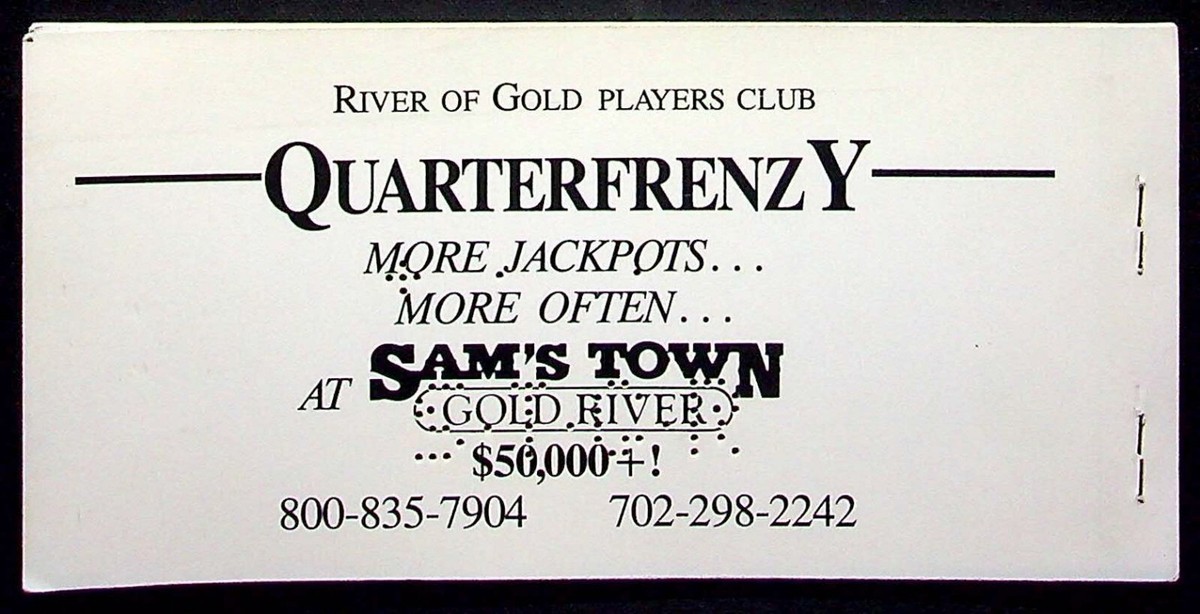 RIVER OF GOLD PLAYERS CLUB
QUARTERFRENZY
MORE JACKPOTS...
MORE OFTEN...
AT SAM'S TOWN
GOLD RIVER
$50,000+!
800-835-7904 702-298-2242